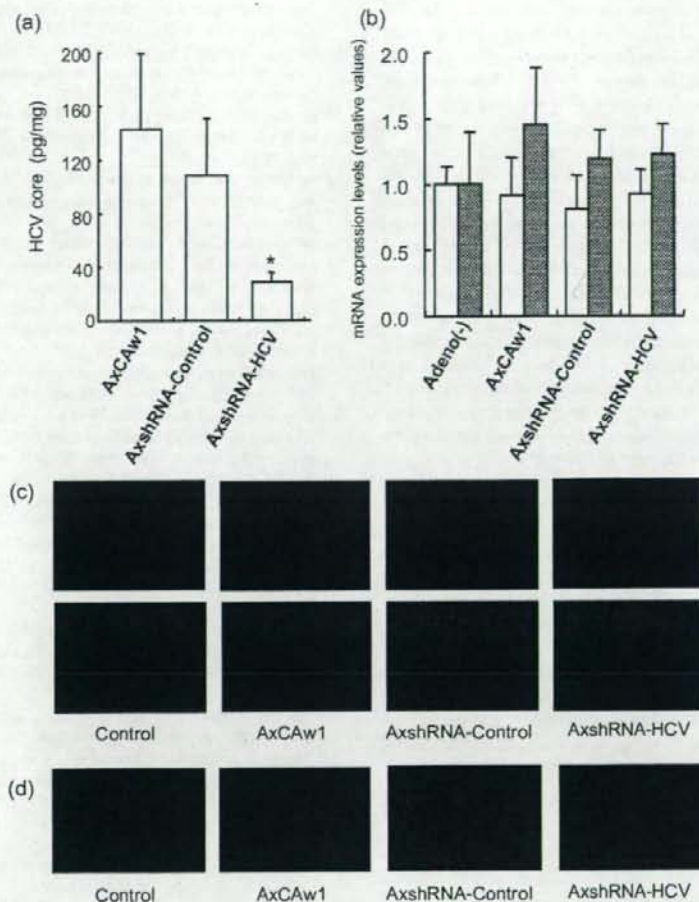 (a)
HCV core (pg/mg)
200
160
120
80
40
0
*
AxCAw1
AxshRNA-Control
AxshRNA-HCV
(b)
mRNA expression levels (relative values)
2.0
1.5
1.0
0.5
0.0
Adeno(-)
AxCAw1
AxshRNA-Control
AxshRNA-HCV
(c)
Control AxCAw1 AxshRNA-Control AxshRNA-HCV
(d)
Control AxCAw1 AxshRNA-Control AxshRNA-HCV